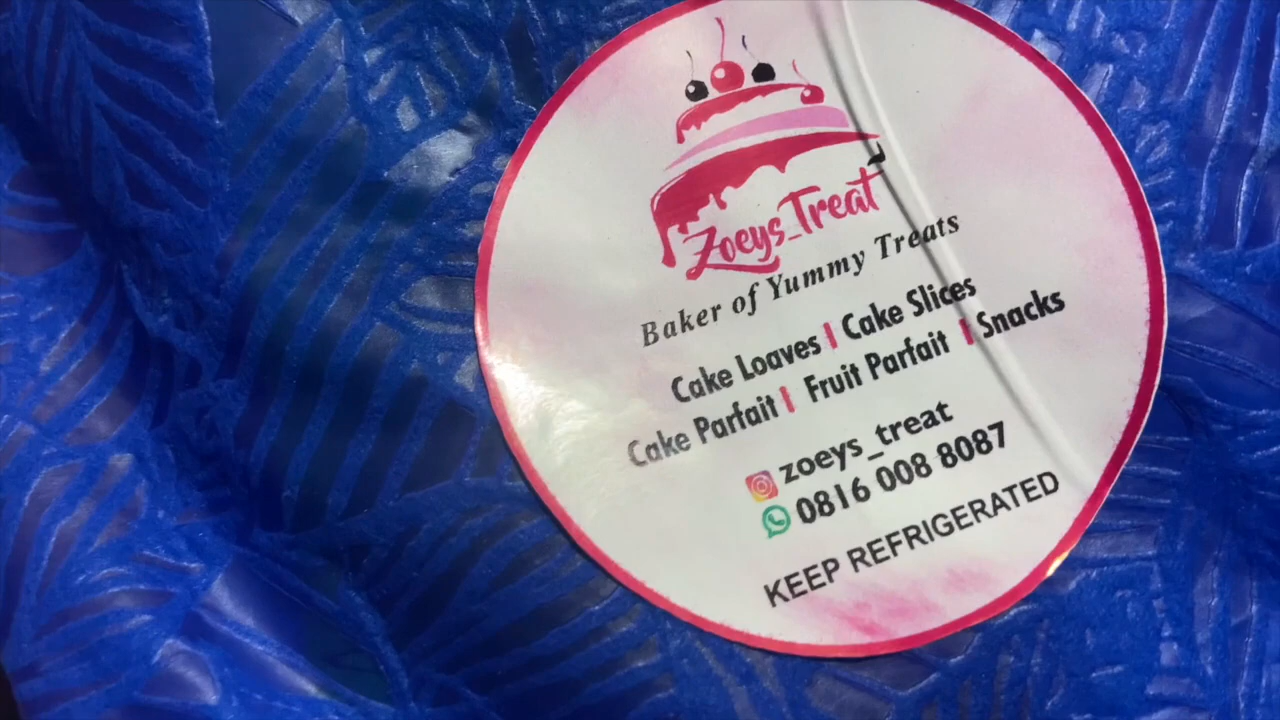 Zoeys_Treat
Baker of Yummy Treats
Cake Loaves | Cake Slices
Cake Parfait | Fruit Parfait | Snacks
zoeys_treat
0816 008 8087
KEEP REFRIGERATED